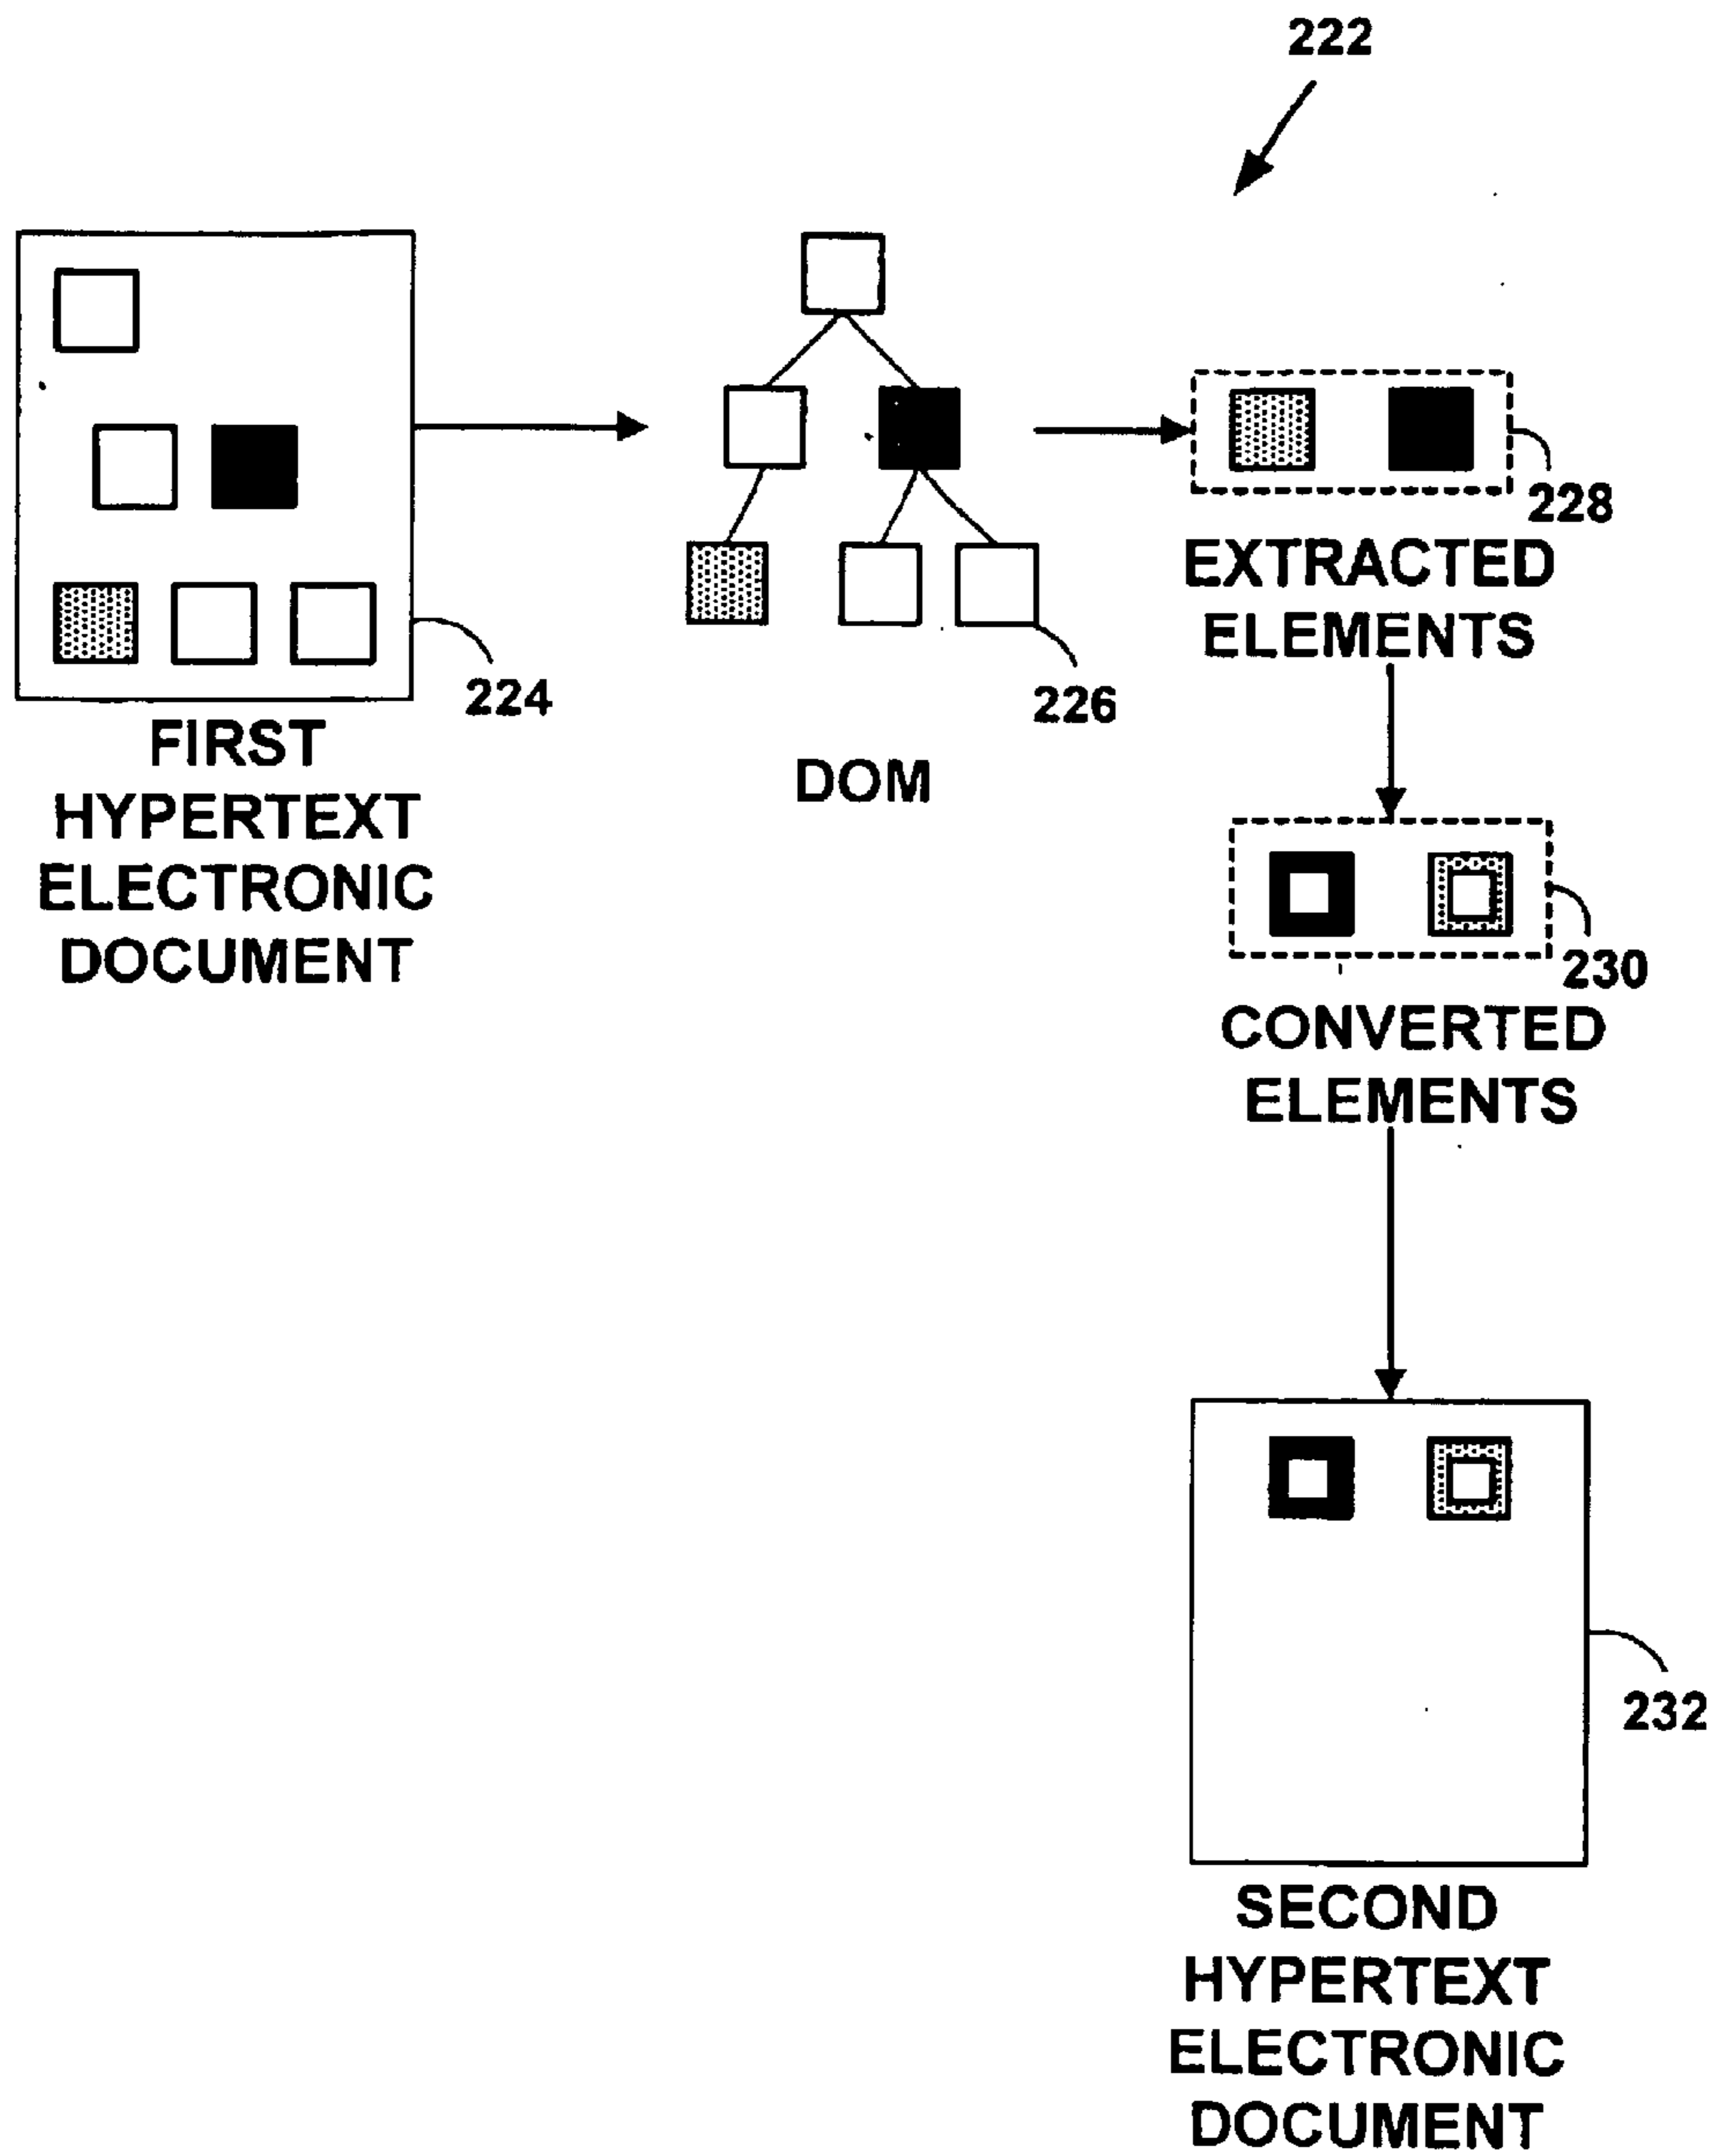 222
228
EXTRACTED
ELEMENTS
224
226
FIRST
HYPERTEXT
ELECTRONIC
DOCUMENT
DOM
230
CONVERTED
ELEMENTS
232
SECOND
HYPERTEXT
ELECTRONIC
DOCUMENT